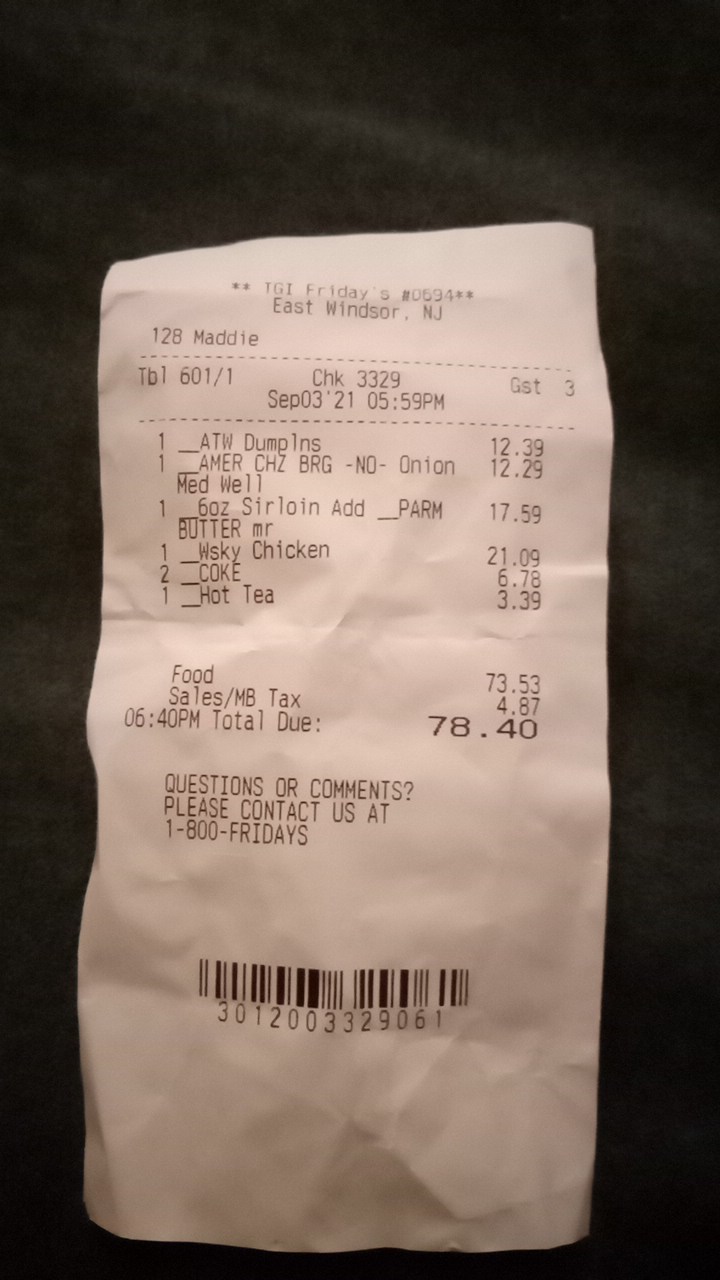 ** TGI Friday's #0694**
East Windsor, NJ
128 Maddie
Tbl 601/1 Chk 3329 Gst 3
Sep03'21 05:59PM
1 __ATW Dumplns 12.39
1 __AMER CHZ BRG -NO- Onion 12.29
Med Well
1 __6oz Sirloin Add __PARM 17.59
BUTTER mr
1 __Wsky Chicken 21.09
2 __COKE 6.78
1 __Hot Tea 3.39
Food 73.53
Sales/MB Tax 4.87
06:40PM Total Due: 78.40
QUESTIONS OR COMMENTS?
PLEASE CONTACT US AT
1-800-FRIDAYS
3012003329061